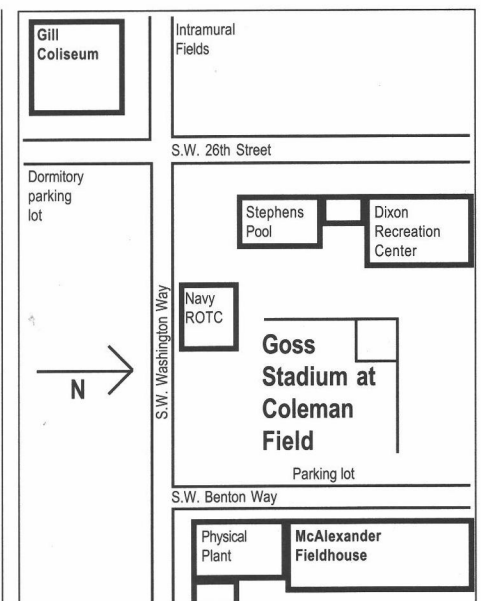 Gill
Coliseum
Intramural
Fields
S.W. 26th Street
Dormitory
parking
lot
Stephens
Pool
Dixon
Recreation
Center
Navy
ROTC
S.W. Washington Way
N
Goss
Stadium at
Coleman
Field
Parking lot
S.W. Benton Way
Physical
Plant
McAlexander
Fieldhouse